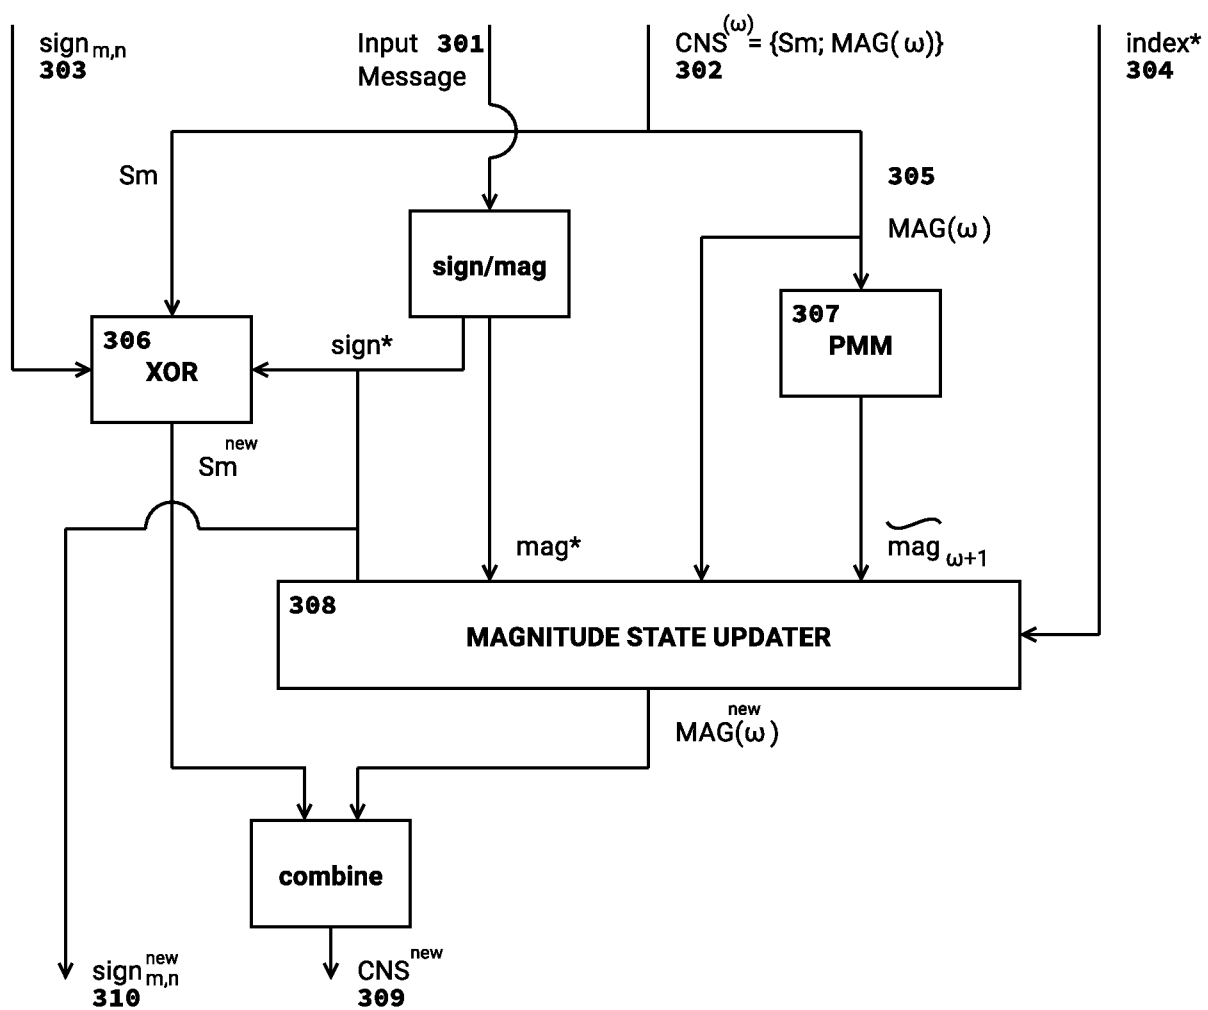 sign m,n
303
Input 301
Message
CNS (ω) = {Sm; MAG(ω)}
302
index*
304
Sm
305
MAG(ω)
sign/mag
306
XOR
sign*
307
PMM
new
Sm
mag*
mag ω+1
308
MAGNITUDE STATE UPDATER
new
MAG(ω)
combine
sign new m,n
310
CNS new
309